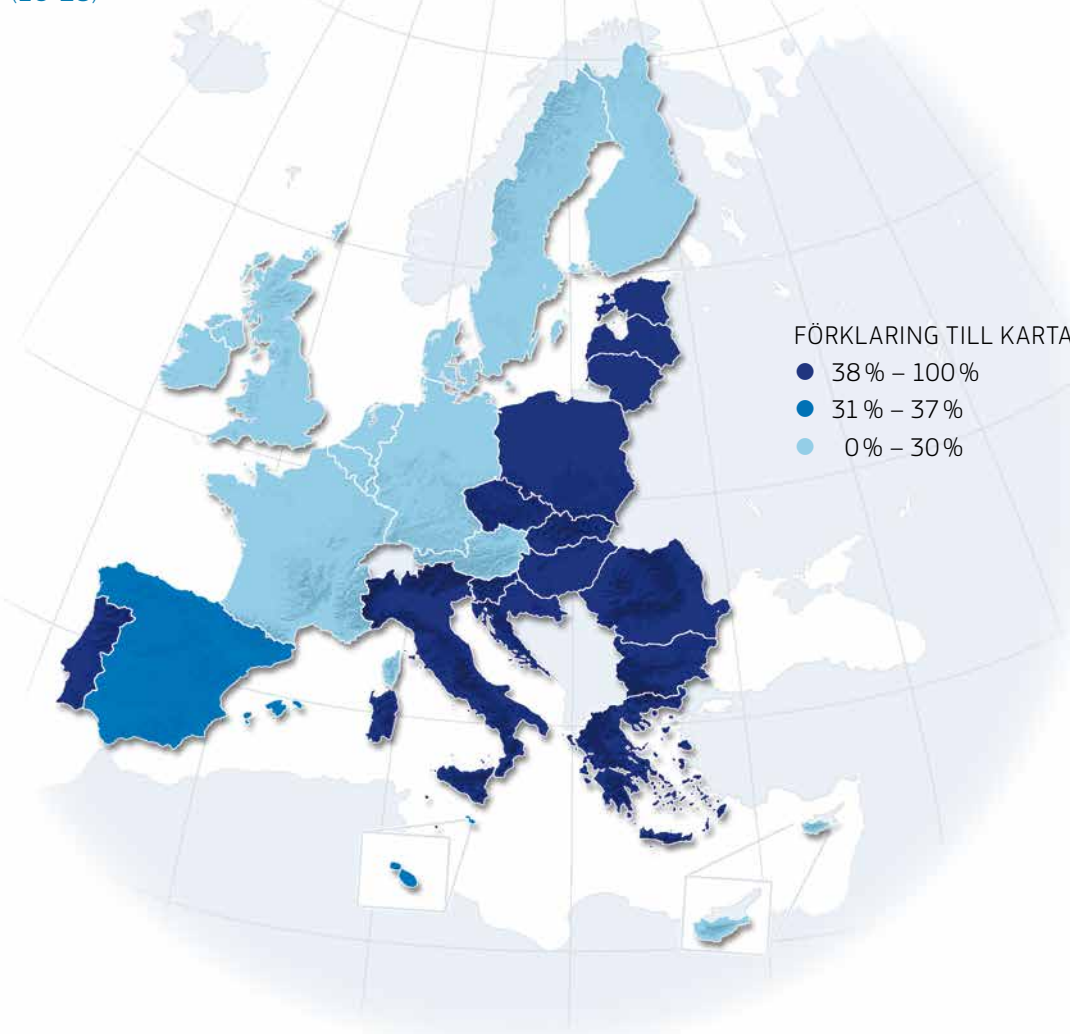 FÖRKLARING TILL KARTA
38 % – 100 %
31 % – 37 %
0 % – 30 %